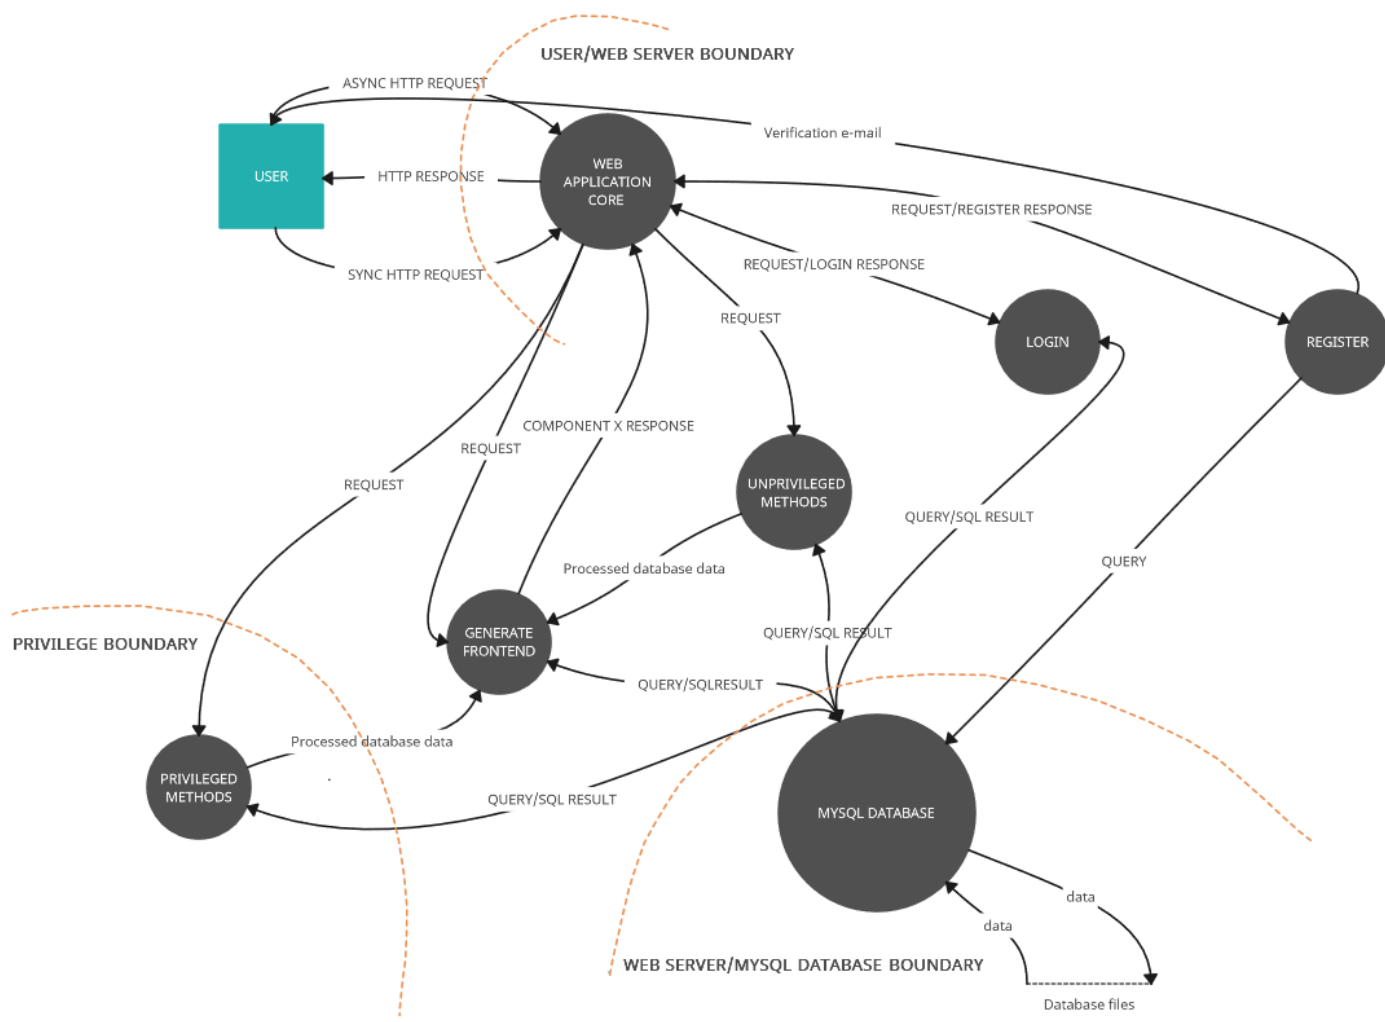 USER/WEB SERVER BOUNDARY
ASYNC HTTP REQUEST
Verification e-mail
USER
HTTP RESPONSE
WEB
APPLICATION
CORE
REQUEST/REGISTER RESPONSE
SYNC HTTP REQUEST
REQUEST/LOGIN RESPONSE
REQUEST
LOGIN
REGISTER
COMPONENT X RESPONSE
REQUEST
REQUEST
UNPRIVILEGED
METHODS
QUERY/SQL RESULT
QUERY
Processed database data
PRIVILEGE BOUNDARY
GENERATE
FRONTEND
QUERY/SQL RESULT
QUERY/SQLRESULT
Processed database data
PRIVILEGED
METHODS
QUERY/SQL RESULT
MYSQL DATABASE
data
data
WEB SERVER/MYSQL DATABASE BOUNDARY
Database files